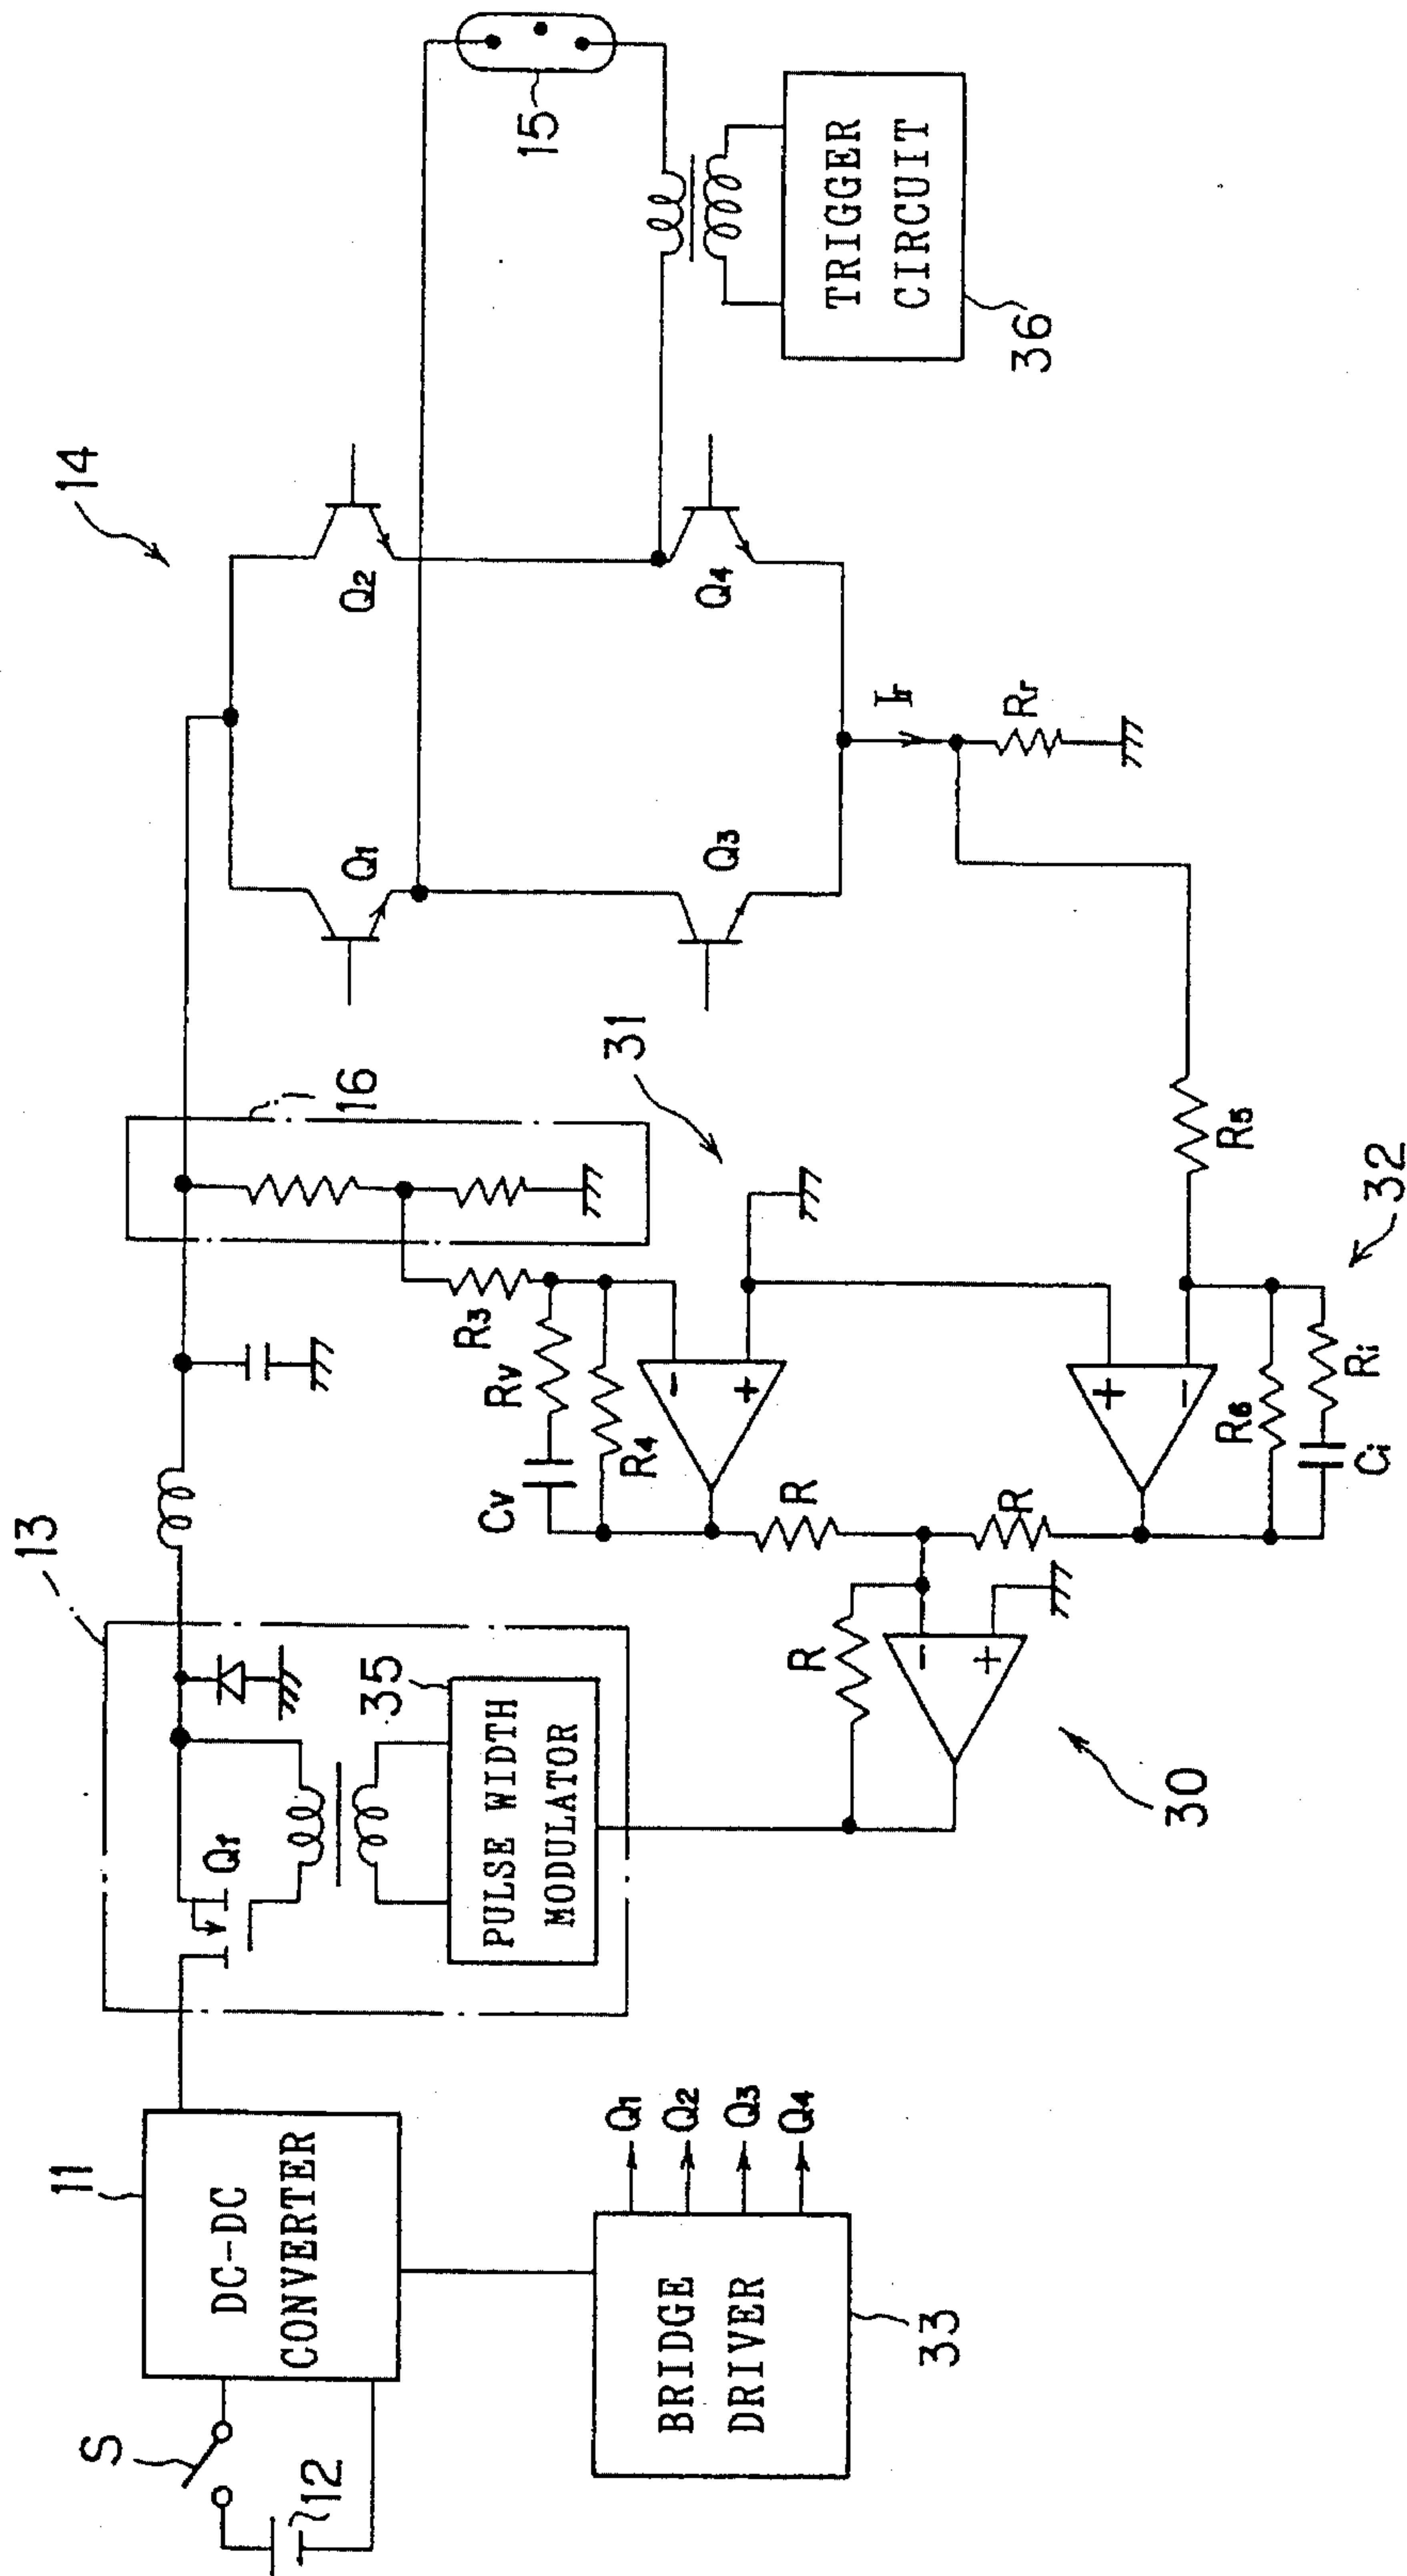 S
12
11
DC-DC
CONVERTER
BRIDGE
DRIVER
33
Q1
Q2
Q3
Q4
13
Qf
35
PULSE WIDTH
MODULATOR
30
R
R
R
Cv
Rv
R3
R4
-
+
-
+
+
-
31
16
R6
Ri
Ci
32
R5
14
Q1
Q2
Q3
Q4
Ir
Rr
15
TRIGGER
CIRCUIT
36